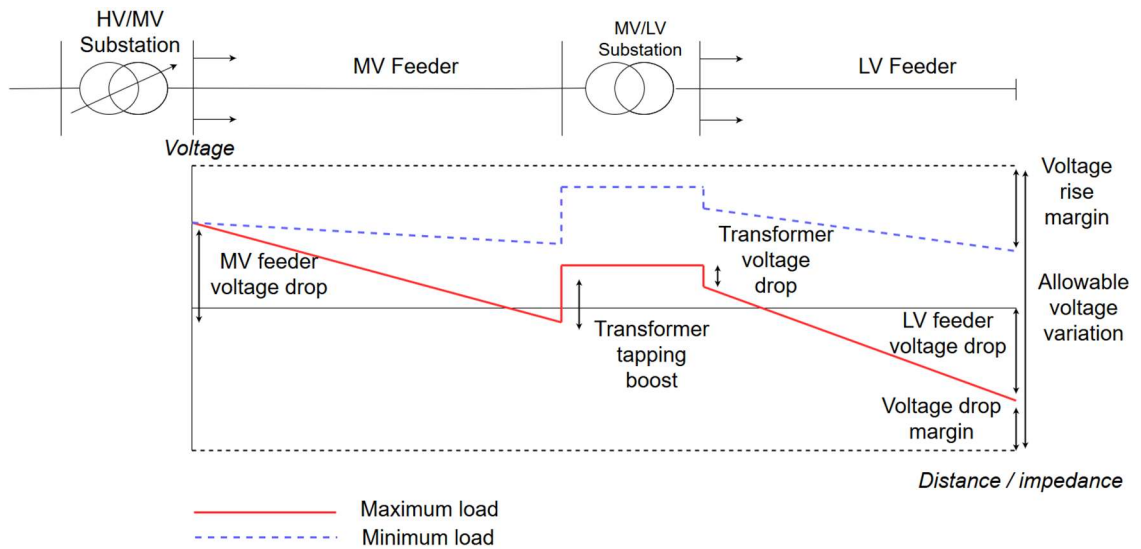 HV/MV
Substation
MV Feeder
MV/LV
Substation
LV Feeder
Voltage
Voltage
rise
margin
MV feeder
voltage drop
Transformer
voltage
drop
Allowable
voltage
variation
Transformer
tapping
boost
LV feeder
voltage drop
Voltage drop
margin
Distance / impedance
Maximum load
Minimum load